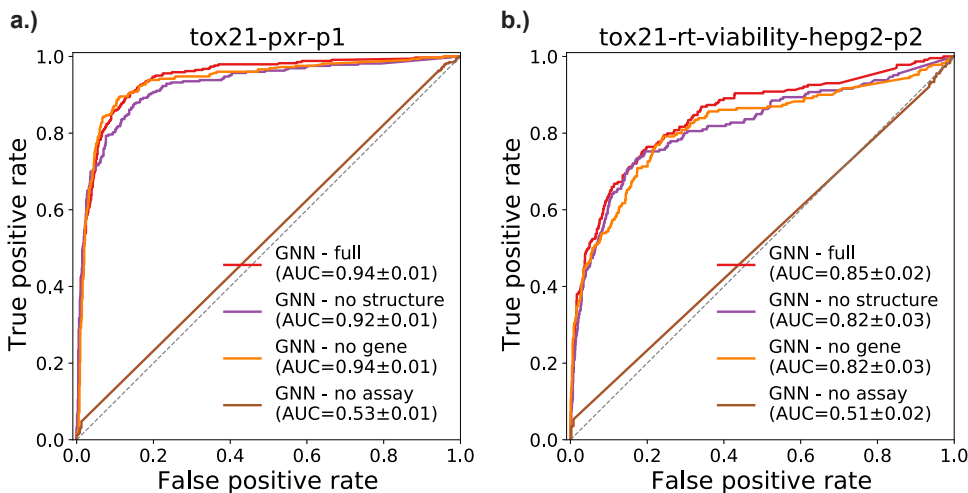 a.)
tox21-pxr-p1
True positive rate
1.0
0.8
0.6
0.4
0.2
0.0
GNN - full
(AUC=0.94±0.01)
GNN - no structure
(AUC=0.92±0.01)
GNN - no gene
(AUC=0.94±0.01)
GNN - no assay
(AUC=0.53±0.01)
0.0 0.2 0.4 0.6 0.8 1.0
False positive rate
b.)
tox21-rt-viability-hepg2-p2
True positive rate
1.0
0.8
0.6
0.4
0.2
0.0
GNN - full
(AUC=0.85±0.02)
GNN - no structure
(AUC=0.82±0.03)
GNN - no gene
(AUC=0.82±0.03)
GNN - no assay
(AUC=0.51±0.02)
0.0 0.2 0.4 0.6 0.8 1.0
False positive rate